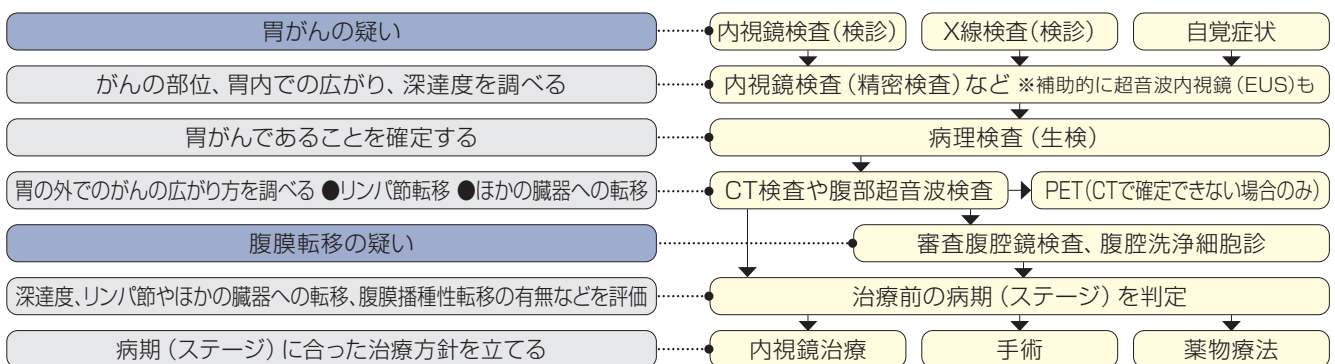 胃がんの疑い
内視鏡検査(検診)
X線検査(検診)
自覚症状
がんの部位、胃内での広がり、深達度を調べる
内視鏡検査(精密検査)など ※補助的に超音波内視鏡(EUS)も
胃がんであることを確定する
病理検査(生検)
胃の外でのがんの広がり方を調べる ●リンパ節転移 ●ほかの臓器への転移
CT検査や腹部超音波検査
PET(CTで確定できない場合のみ)
腹膜転移の疑い
審査腹腔鏡検査、腹腔洗浄細胞診
深達度、リンパ節やほかの臓器への転移、腹膜播種性転移の有無などを評価
治療前の病期(ステージ)を判定
病期(ステージ)に合った治療方針を立てる
内視鏡治療
手術
薬物療法